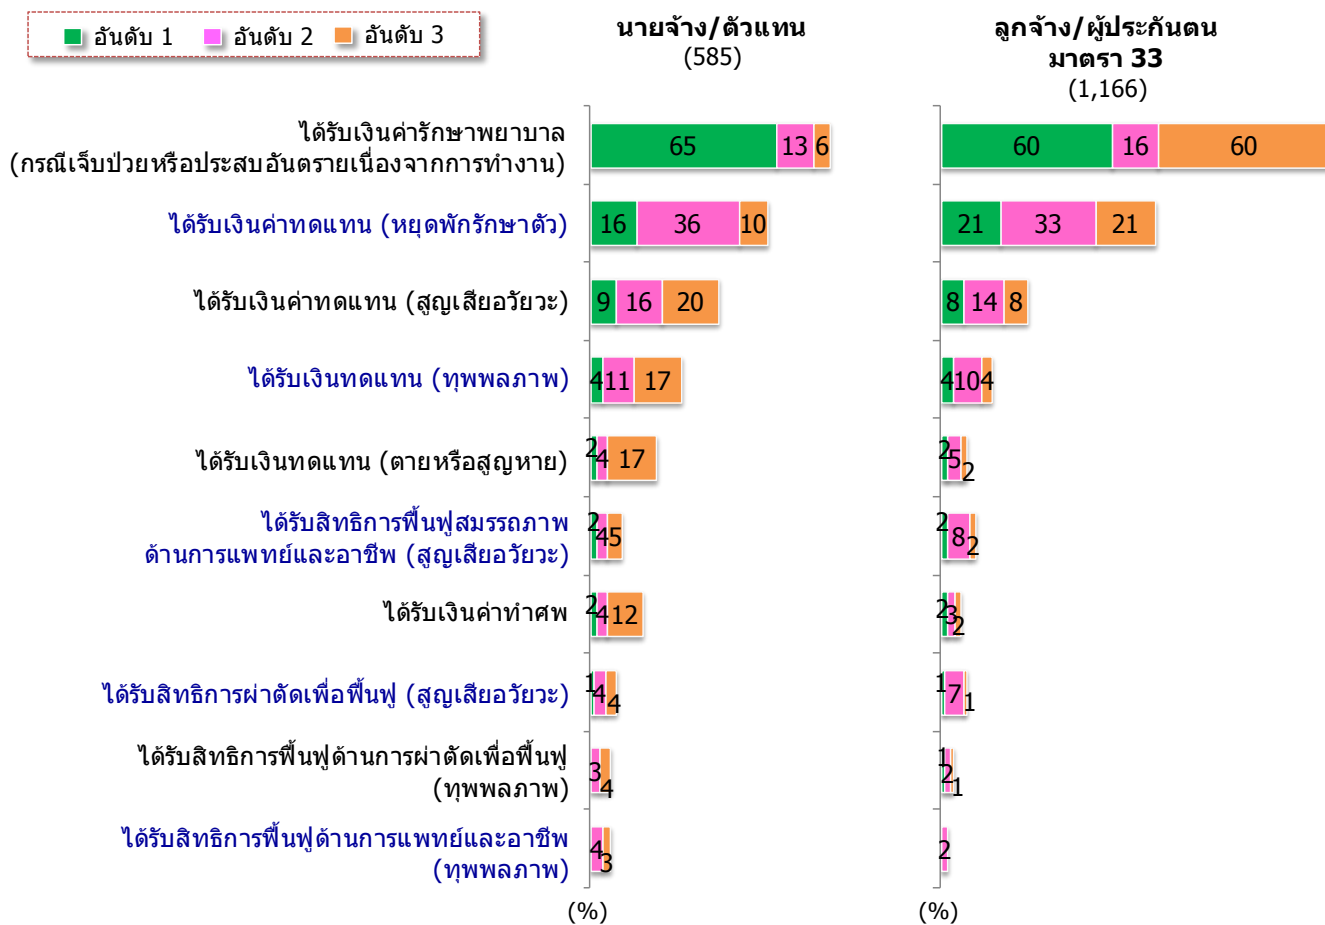 อันดับ 1 อันดับ 2 อันดับ 3
นายจ้าง/ตัวแทน
(585)
ลูกจ้าง/ผู้ประกันตน
มาตรา 33
(1,166)
ได้รับเงินค่ารักษาพยาบาล
(กรณีเจ็บป่วยหรือประสบอันตรายเนื่องจากการทำงาน)
65 13 6 60 16 60
ได้รับเงินค่าทดแทน (หยุดพักรักษาตัว)
16 36 10 21 33 21
ได้รับเงินค่าทดแทน (สูญเสียอวัยวะ)
9 16 20 8 14 8
ได้รับเงินทดแทน (ทุพพลภาพ)
4 11 17 4 10 4
ได้รับเงินทดแทน (ตายหรือสูญหาย)
2 4 17 2 5 2
ได้รับสิทธิการฟื้นฟูสมรรถภาพ
ด้านการแพทย์และอาชีพ (สูญเสียอวัยวะ)
2 4 5 2 8 2
ได้รับเงินค่าทำศพ
2 4 12 2 3 2
ได้รับสิทธิการผ่าตัดเพื่อฟื้นฟู (สูญเสียอวัยวะ)
1 4 4 1 7 1
ได้รับสิทธิการฟื้นฟูด้านการผ่าตัดเพื่อฟื้นฟู
(ทุพพลภาพ)
3 4 1 2 1
ได้รับสิทธิการฟื้นฟูด้านการแพทย์และอาชีพ
(ทุพพลภาพ)
4 3 2
(%) (%)